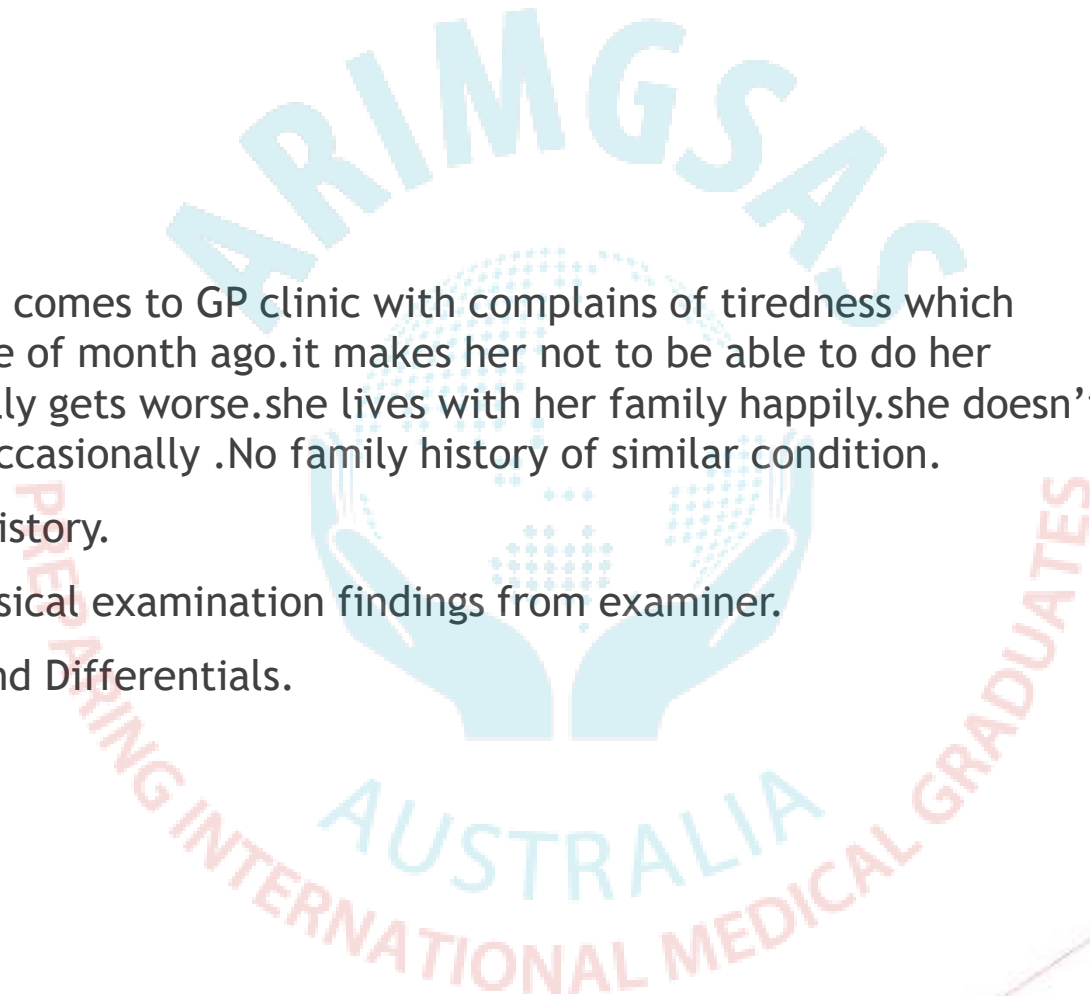 ARIMGSAS
comes to GP clinic with complains of tiredness which
e of month ago.it makes her not to be able to do her
lly gets worse.she lives with her family happily.she doesn’t
ccasionally .No family history of similar condition.
istory.
sical examination findings from examiner.
nd Differentials.
AUSTRALIA
PREPARING INTERNATIONAL MEDICAL GRADUATES